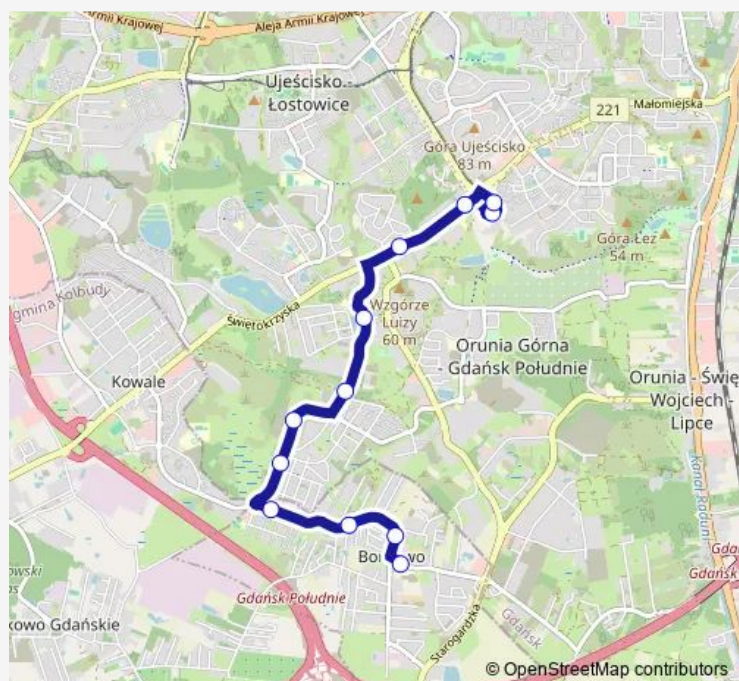 Armii Krajowej
Aleja Armii Krajowej
Ujeścisko -
Łostowice
221
Małomiejska
Góra Ujeścisko
83 m
Góra Łez
54 m
gmina Kolbudy
Świętokrzyska
Wzgórze
Luizy
60 m
Orunia Górna
- Gdańsk Południe
Kowale
Orunia - Świę
Wojciech -
Lipce
Kanał Raduni
Gdańsk Południe
Starogardzka
Gdańsk
Gdańsk
kowo Gdańskie
© OpenStreetMap contributors